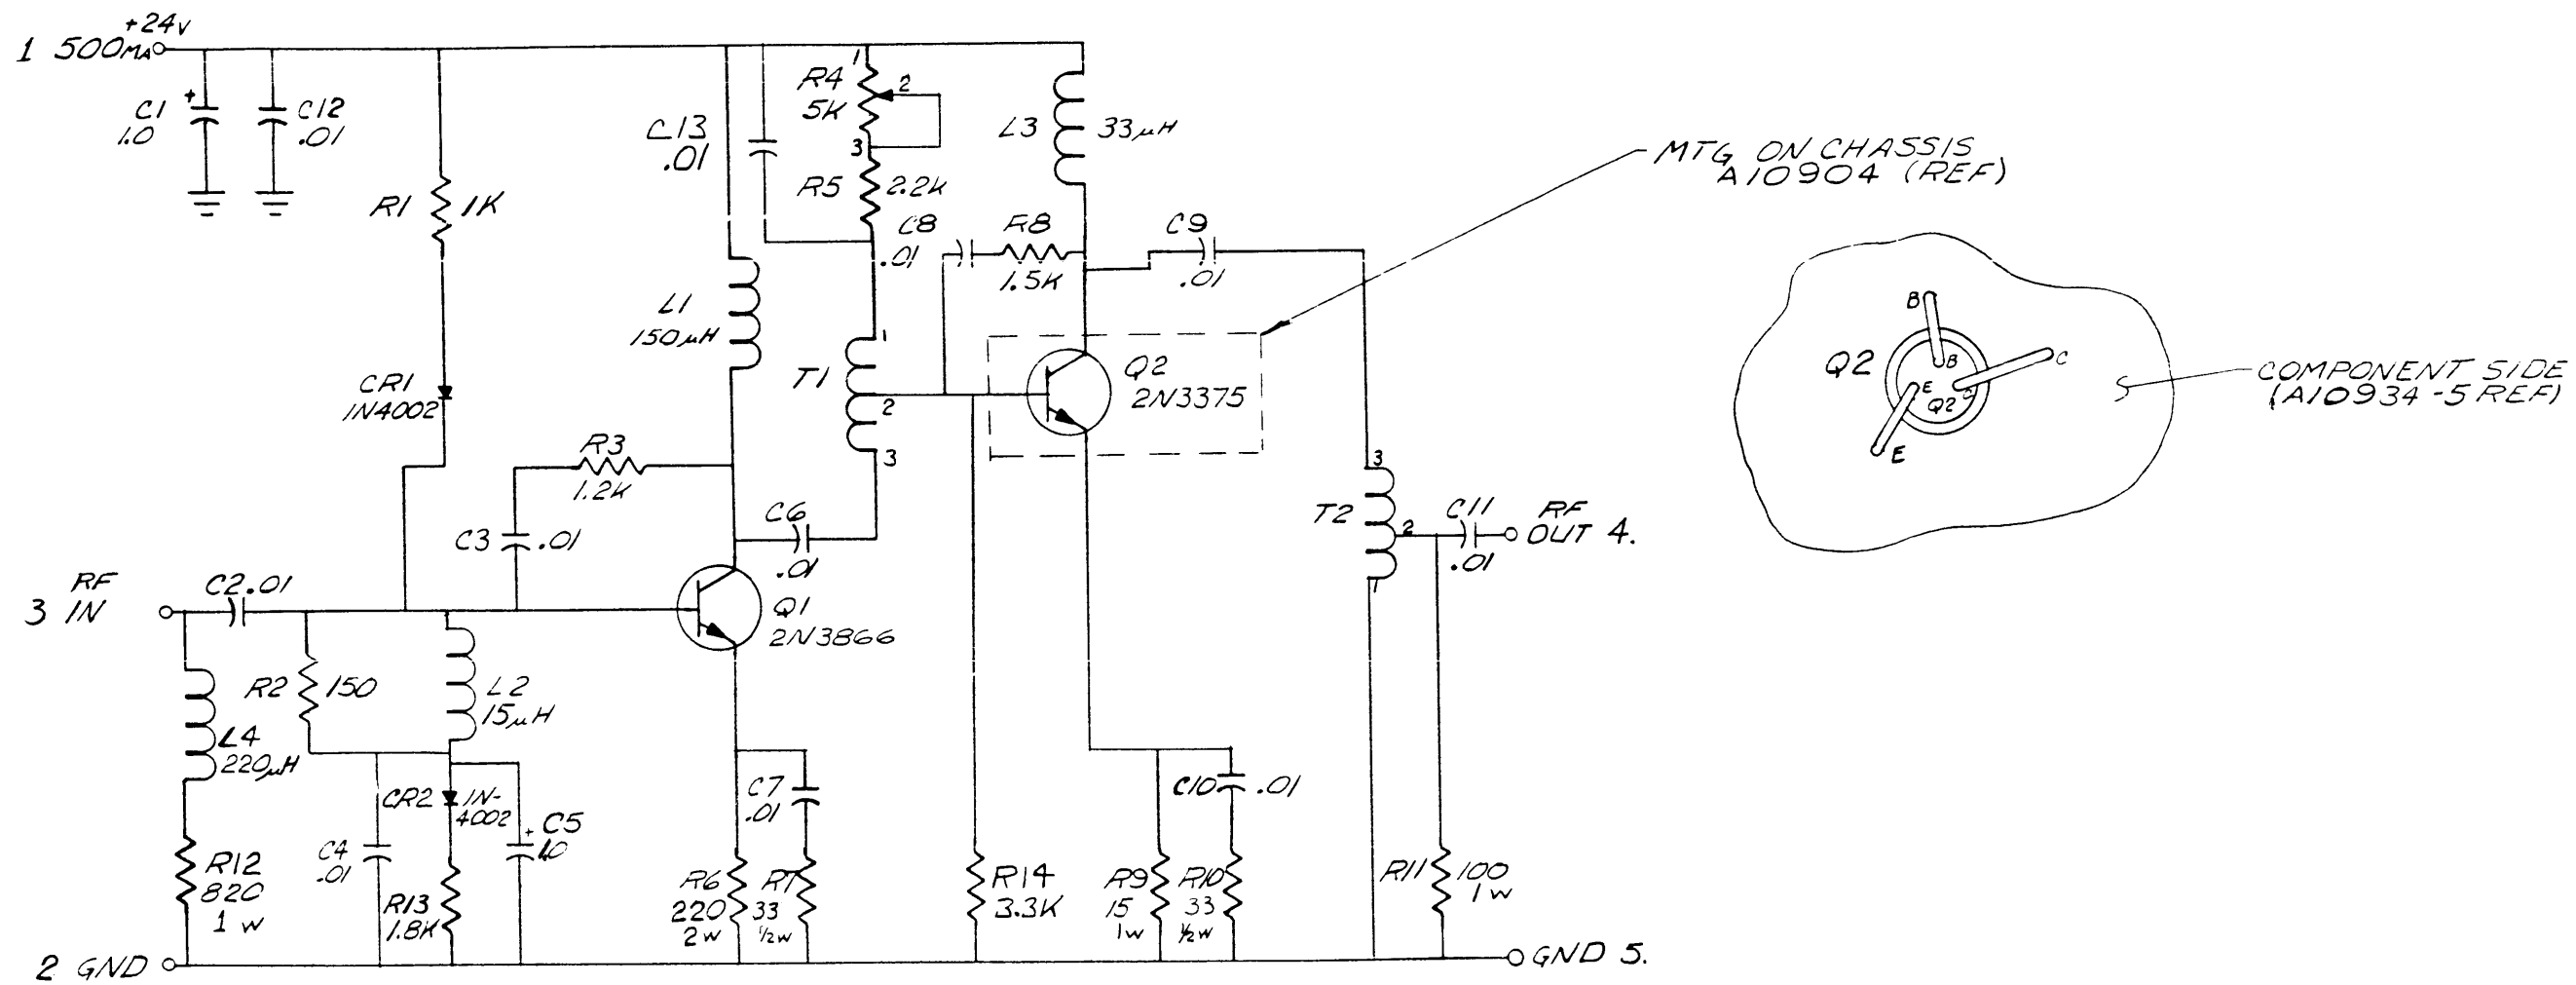 +24V
1 500MA
C1
+
1.0
C12
.01
R1 1K
CR1
1N4002
C13
.01
R4
5K
1
2
3
R5 2.2K
L1
150μH
L3 33μH
C8
.01
R8
1.5K
C9
.01
T1
1
2
3
Q2
2N3375
MTG ON CHASSIS
A10904 (REF)
Q2
B
B
C
C
E
Q2
E
COMPONENT SIDE
(A10934-5 REF)
R3
1.2K
C3 .01
C6
.01
Q1
2N3866
T2
3
2
1
C11
.01
RF
OUT 4.
3 RF
IN
C2 .01
R2 150
L2
15μH
L4
220μH
CR2 1N-
4002
C4
.01
+ C5
1.0
R12
820
1W
R13
1.8K
C7
.01
R6
220
2W
R7
33
1/2W
R14
3.3K
C10 .01
R9
15
1W
R10
33
1/2W
R11 100
1W
2 GND
GND 5.